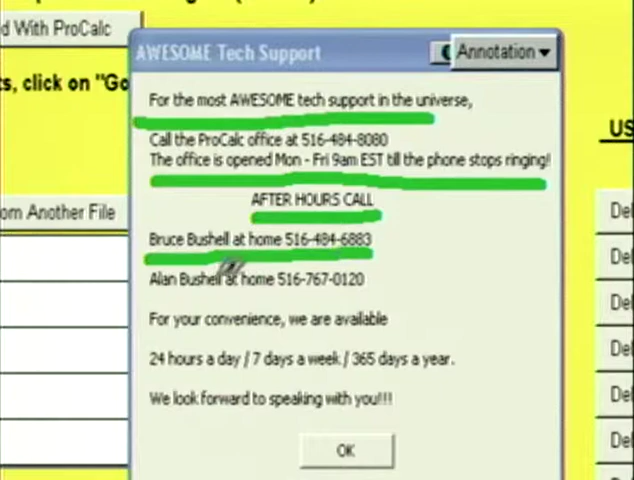 d With ProCalc
AWESOME Tech Support
Annotation
ts, click on "Go
For the most AWESOME tech support in the universe,
US
Call the ProCalc office at 516-484-8080
The office is opened Mon - Fri 9am EST till the phone stops ringing!
AFTER HOURS CALL
om Another File
Del
Bruce Bushell at home 516-484-6883
Del
Alan Bushell at home 516-767-0120
Del
For your convenience, we are available
Del
24 hours a day / 7 days a week / 365 days a year.
Del
We look forward to speaking with you!!!
Del
OK
Del